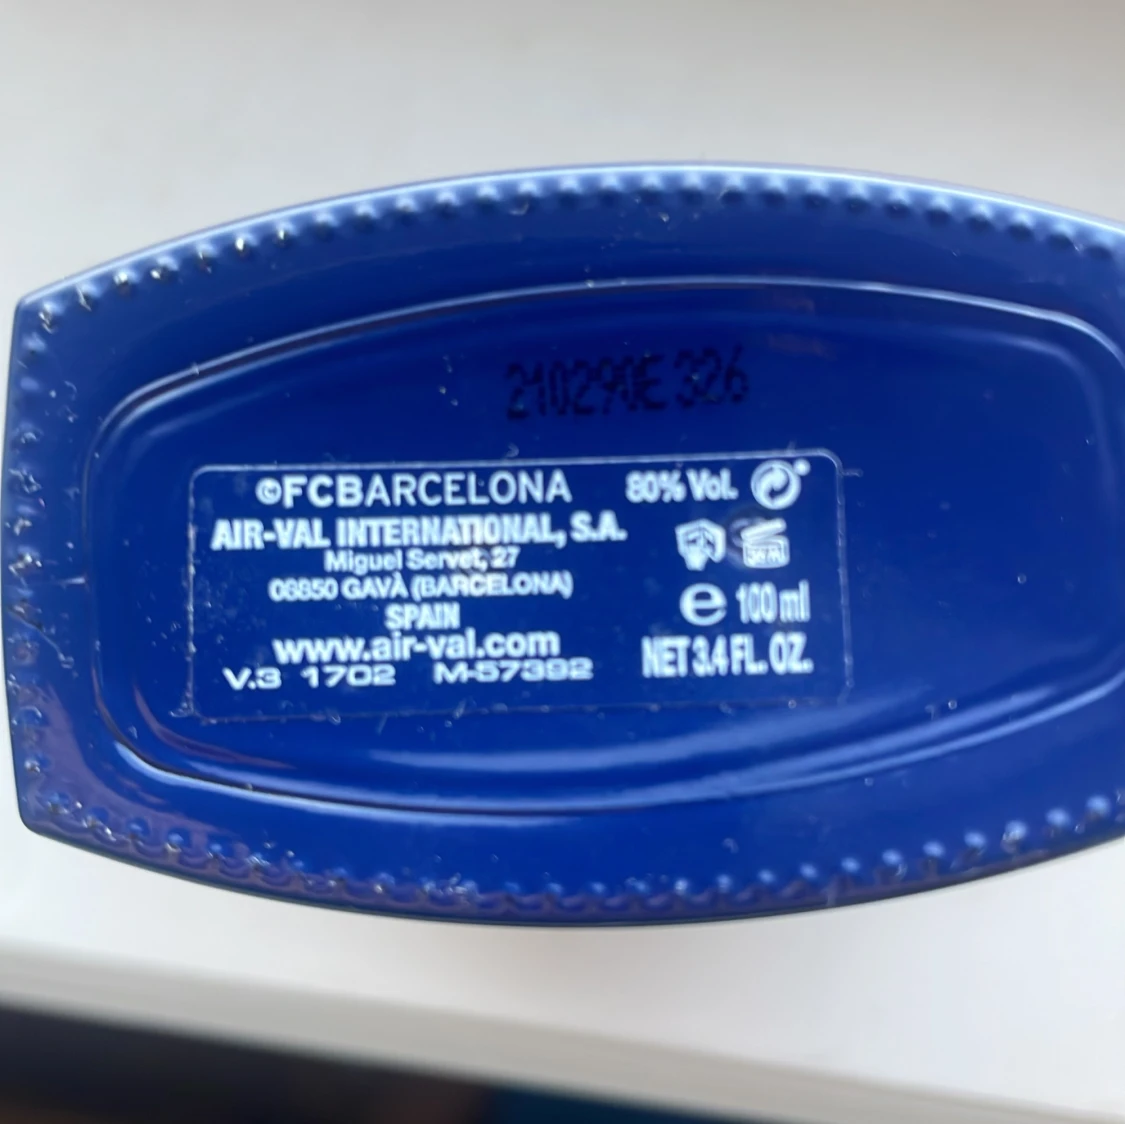 210290E 326
©FCBARCELONA 80% Vol.
AIR-VAL INTERNATIONAL, S.A.
Miguel Servet, 27
08850 GAVÀ (BARCELONA)
SPAIN
e 100 ml
www.air-val.com
NET 3.4 FL. OZ.
V.3 1702 M-57392